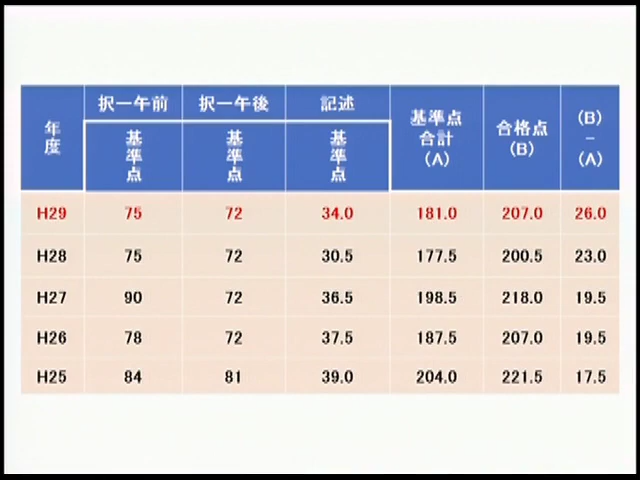 年度 択一午前 基準点 択一午後 基準点 記述 基準点 基準点合計(A) 合格点(B) (B)-(A)
H29 75 72 34.0 181.0 207.0 26.0
H28 75 72 30.5 177.5 200.5 23.0
H27 90 72 36.5 198.5 218.0 19.5
H26 78 72 37.5 187.5 207.0 19.5
H25 84 81 39.0 204.0 221.5 17.5